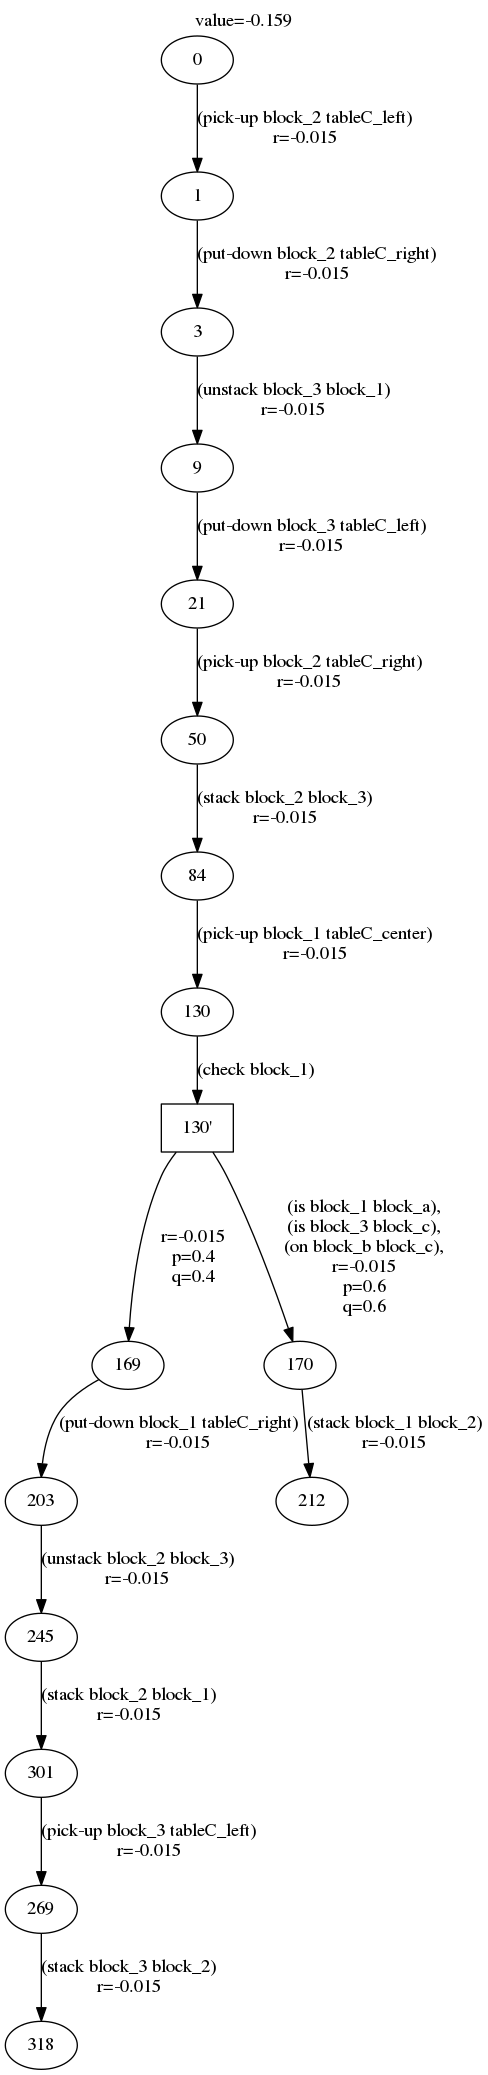 value=-0.159
0
(pick-up block_2 tableC_left)
r=-0.015
1
(put-down block_2 tableC_right)
r=-0.015
3
(unstack block_3 block_1)
r=-0.015
9
(put-down block_3 tableC_left)
r=-0.015
21
(pick-up block_2 tableC_right)
r=-0.015
50
(stack block_2 block_3)
r=-0.015
84
(pick-up block_1 tableC_center)
r=-0.015
130
(check block_1)
130'
r=-0.015
p=0.4
q=0.4
(is block_1 block_a),
(is block_3 block_c),
(on block_b block_c),
r=-0.015
p=0.6
q=0.6
169
170
(put-down block_1 tableC_right)
r=-0.015
(stack block_1 block_2)
r=-0.015
203
212
(unstack block_2 block_3)
r=-0.015
245
(stack block_2 block_1)
r=-0.015
301
(pick-up block_3 tableC_left)
r=-0.015
269
(stack block_3 block_2)
r=-0.015
318